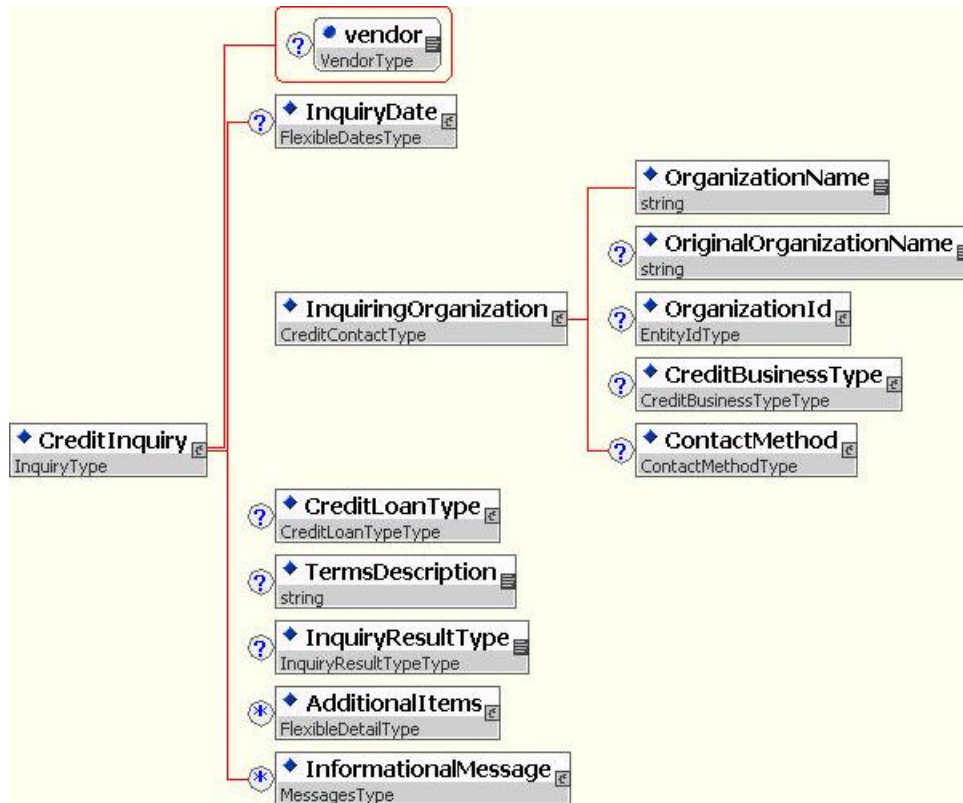 ? vendor
VendorType
? InquiryDate
FlexibleDatesType
OrganizationName
string
? OriginalOrganizationName
string
InquiringOrganization
CreditContactType
? OrganizationId
EntityIdType
? CreditBusinessType
CreditBusinessTypeType
CreditInquiry
InquiryType
? ContactMethod
ContactMethodType
? CreditLoanType
CreditLoanTypeType
? TermsDescription
string
? InquiryResultType
InquiryResultTypeType
* AdditionalItems
FlexibleDetailType
* InformationalMessage
MessagesType